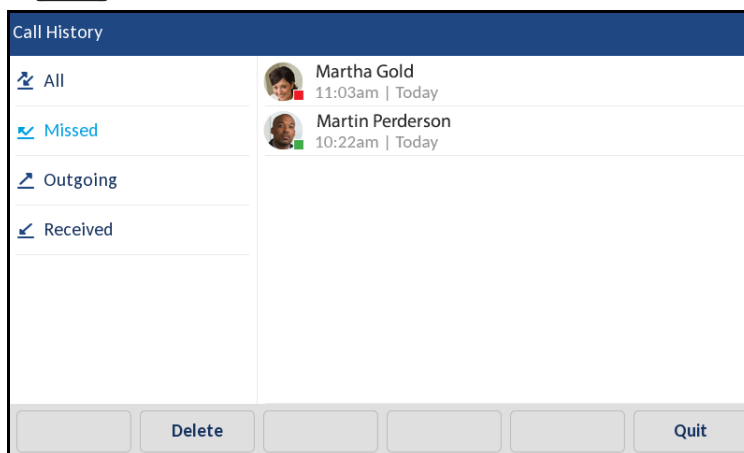 Call History
All
Missed
Outgoing
Received
Martha Gold
11:03am | Today
Martin Perderson
10:22am | Today
Delete
Quit